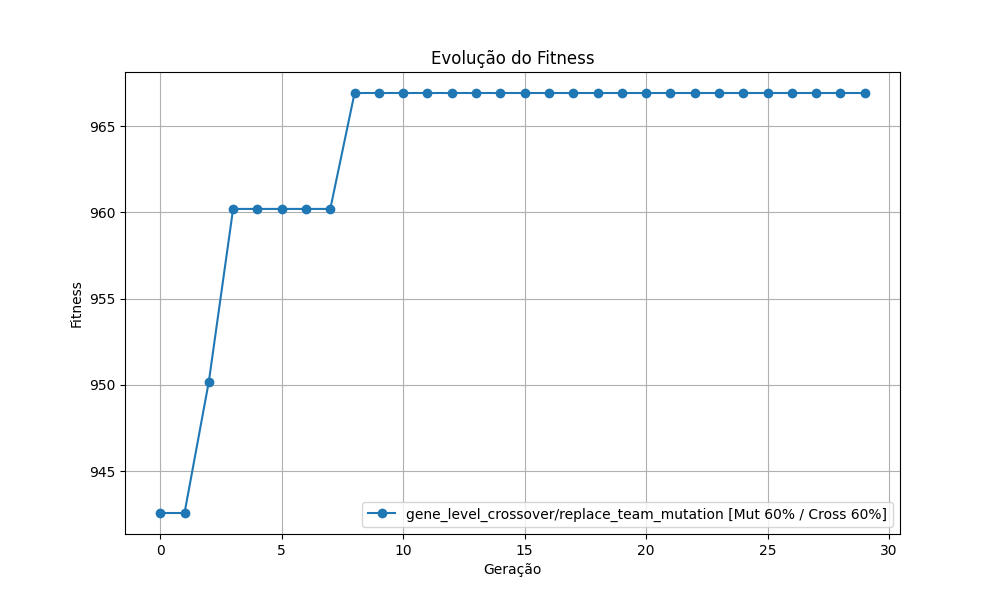 Evolução do Fitness
Fitness
965
960
955
950
945
gene_level_crossover/replace_team_mutation [Mut 60% / Cross 60%]
0 5 10 15 20 25 30
Geração